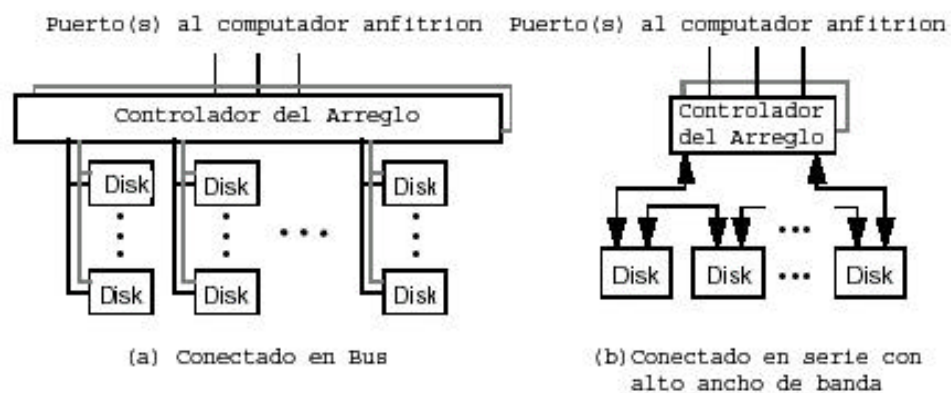 Puerto(s) al computador anfitrion
Controlador del Arreglo
Disk
Disk
Disk
Disk
Disk
Disk
(a) Conectado en Bus
Puerto(s) al computador anfitrion
Controlador
del Arreglo
Disk
Disk
Disk
(b)Conectado en serie con
alto ancho de banda